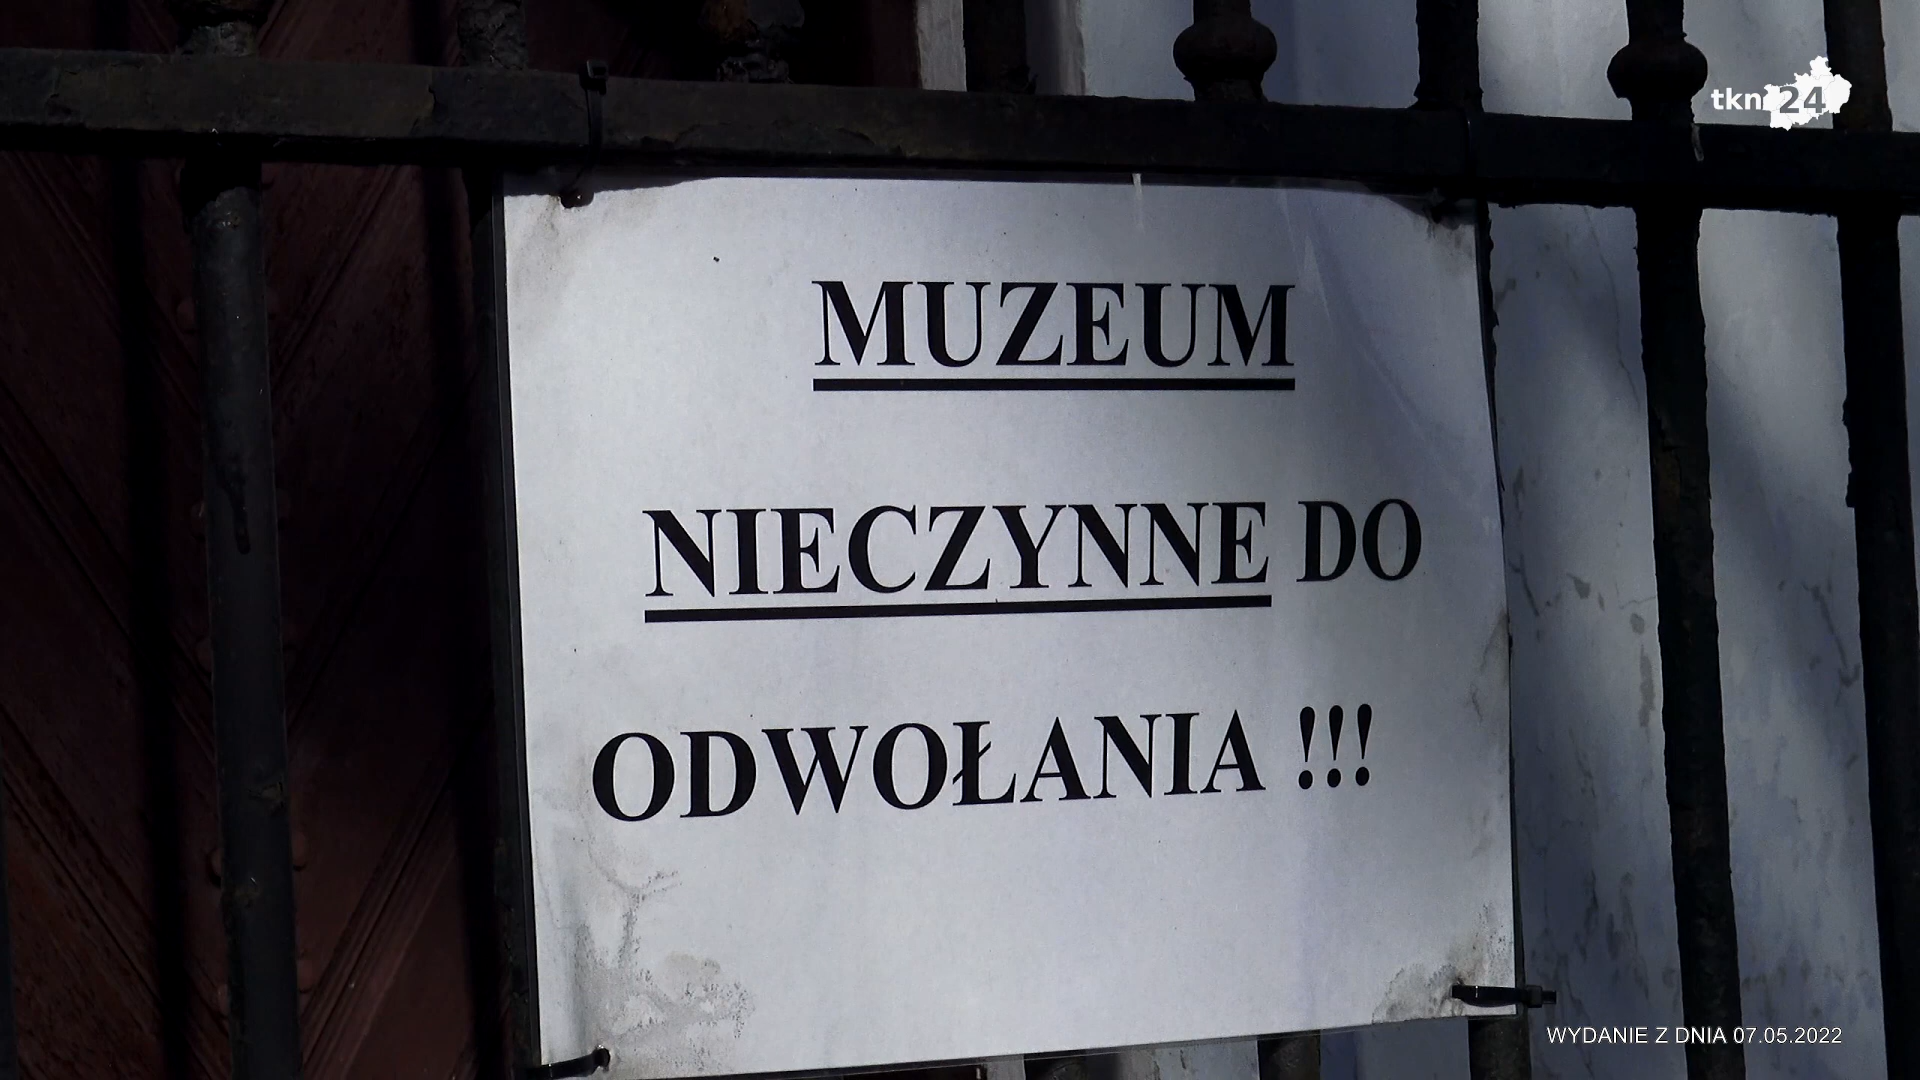 tkn24
MUZEUM
NIECZYNNE DO
ODWOŁANIA !!!
WYDANIE Z DNIA 07.05.2022